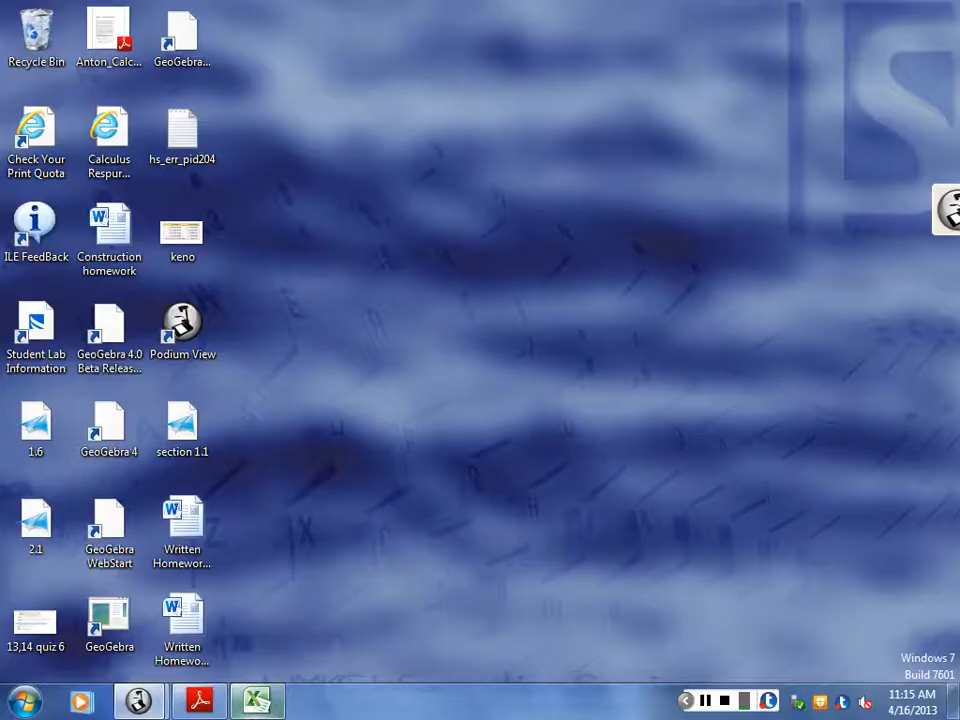 Recycle Bin
Anton_Calc...
GeoGebra...
Check Your
Print Quota
Calculus
Respur...
hs_err_pid204
ILE FeedBack
Construction
homework
keno
Student Lab
Information
GeoGebra 4.0
Beta Releas...
Podium View
1.6
GeoGebra 4
section 1.1
2.1
GeoGebra
WebStart
Written
Homewor...
13,14 quiz 6
GeoGebra
Written
Homewo...
Windows 7
Build 7601
11:15 AM
4/16/2013